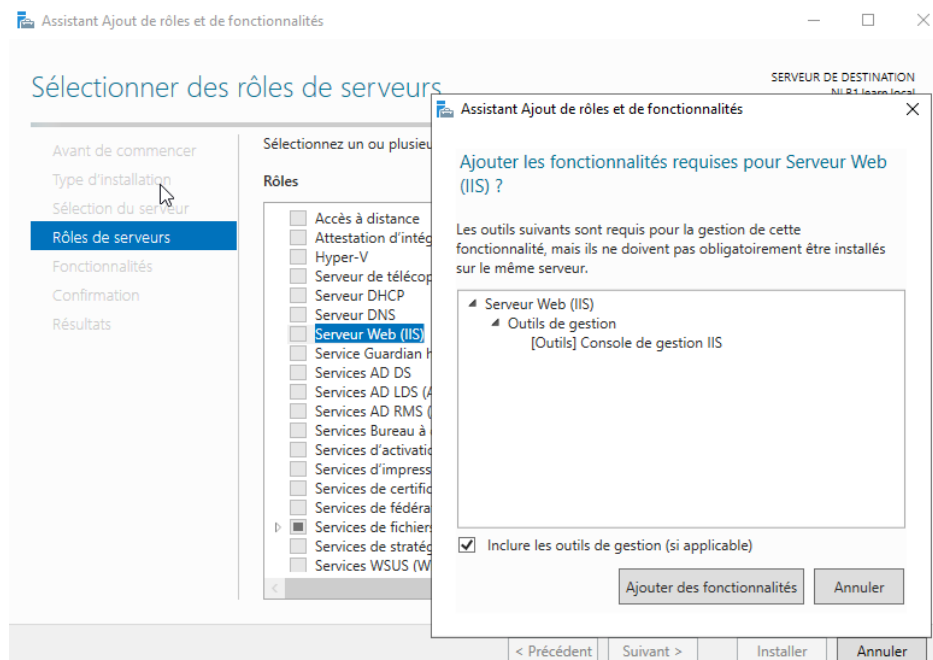 Assistant Ajout de rôles et de fonctionnalités
Sélectionner des rôles de serveurs
SERVEUR DE DESTINATION
NLB1.learn.local
Avant de commencer
Type d'installation
Sélection du serveur
Rôles de serveurs
Fonctionnalités
Confirmation
Résultats
Sélectionnez un ou plusieu
Rôles
Accès à distance
Attestation d'intég
Hyper-V
Serveur de télécop
Serveur DHCP
Serveur DNS
Serveur Web (IIS)
Service Guardian h
Services AD DS
Services AD LDS (A
Services AD RMS (
Services Bureau à
Services d'activatio
Services d'impress
Services de certific
Services de fédéra
Services de fichiers
Services de stratég
Services WSUS (W
Assistant Ajout de rôles et de fonctionnalités
Ajouter les fonctionnalités requises pour Serveur Web
(IIS) ?
Les outils suivants sont requis pour la gestion de cette
fonctionnalité, mais ils ne doivent pas obligatoirement être installés
sur le même serveur.
Serveur Web (IIS)
Outils de gestion
[Outils] Console de gestion IIS
Inclure les outils de gestion (si applicable)
Ajouter des fonctionnalités
Annuler
< Précédent
Suivant >
Installer
Annuler